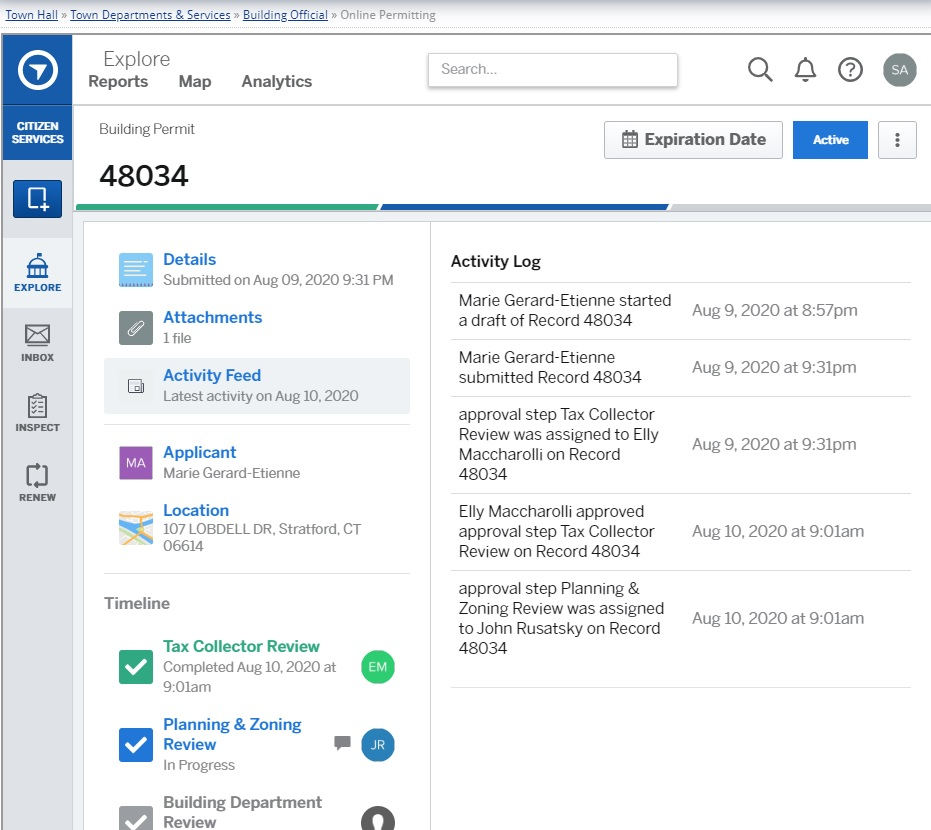 Town Hall » Town Departments & Services » Building Official » Online Permitting
Explore
Reports Map Analytics
Search...
SA
CITIZEN
SERVICES
Building Permit
Expiration Date
Active
48034
EXPLORE
INBOX
INSPECT
RENEW
Details
Submitted on Aug 09, 2020 9:31 PM
Attachments
1 file
Activity Feed
Latest activity on Aug 10, 2020
MA
Applicant
Marie Gerard-Etienne
Location
107 LOBDELL DR, Stratford, CT
06614
Timeline
Tax Collector Review
Completed Aug 10, 2020 at
9:01am
EM
Planning & Zoning
Review
In Progress
JR
Building Department
Review
Activity Log
Marie Gerard-Etienne started
a draft of Record 48034
Aug 9, 2020 at 8:57pm
Marie Gerard-Etienne
submitted Record 48034
Aug 9, 2020 at 9:31pm
approval step Tax Collector
Review was assigned to Elly
Maccharolli on Record
48034
Aug 9, 2020 at 9:31pm
Elly Maccharolli approved
approval step Tax Collector
Review on Record 48034
Aug 10, 2020 at 9:01am
approval step Planning &
Zoning Review was assigned
to John Rusatsky on Record
48034
Aug 10, 2020 at 9:01am